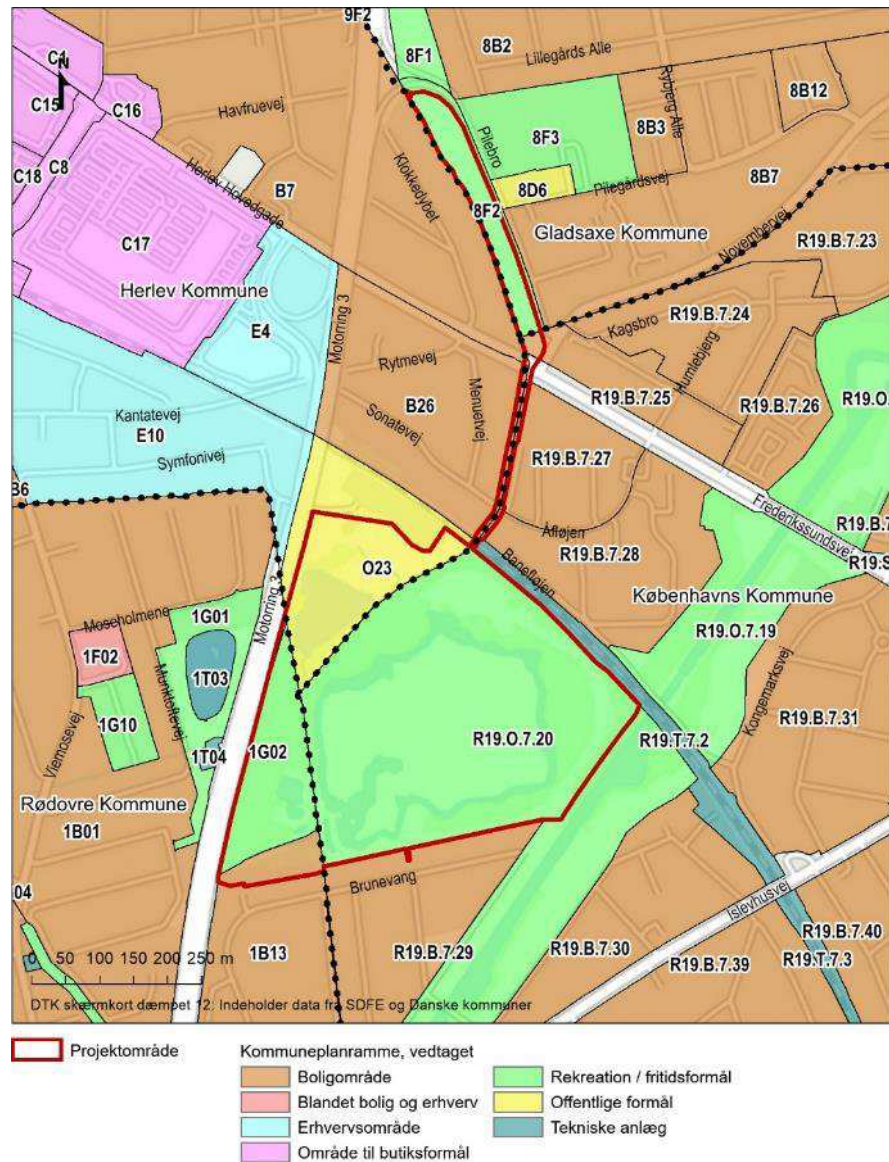 9F2
8F1
8B2
Lillegårds Alle
C1
N
C15
C16
Havfruevej
Rybjerg Alle
8B12
C18
C8
Herlev Hovedgade
B7
Klokkedybet
Pilebro
8F3
8B3
8D6
Pilegårdsvej
8B7
8F2
C17
Gladsaxe Kommune
Novembervej
R19.B.7.23
Herlev Kommune
E4
Motorring 3
Kagsbro
R19.B.7.24
Humlebjerg
Rytmevej
Menuetvej
R19.B.7.25
R19.O.
Kantatevej
Sonatevej
B26
R19.B.7.26
E10
Symfonivej
R19.B.7.27
B6
Frederikssundsvej
R19.B.7
Åfløjen
R19.B.7.28
R19.S
O23
Banefløjen
Københavns Kommune
Moseholmene
1G01
Motorring 3
R19.O.7.19
1F02
1T03
Munktoftevej
Kongemarksvej
1G10
R19.B.7.31
Viemosevej
1T04
1G02
R19.O.7.20
R19.T.7.2
Rødovre Kommune
1B01
Brunevang
04
Islevhusvej
R19.B.7.40
1B13
R19.B.7.29
R19.B.7.30
R19.B.7.39
R19.T.7.3
0 50 100 150 200 250 m
DTK skærmkort dæmpet 12: Indeholder data fra SDFE og Danske kommuner
Projektområde
Kommuneplanramme, vedtaget
Boligområde
Blandet bolig og erhverv
Erhvervsområde
Område til butiksformål
Rekreation / fritidsformål
Offentlige formål
Tekniske anlæg